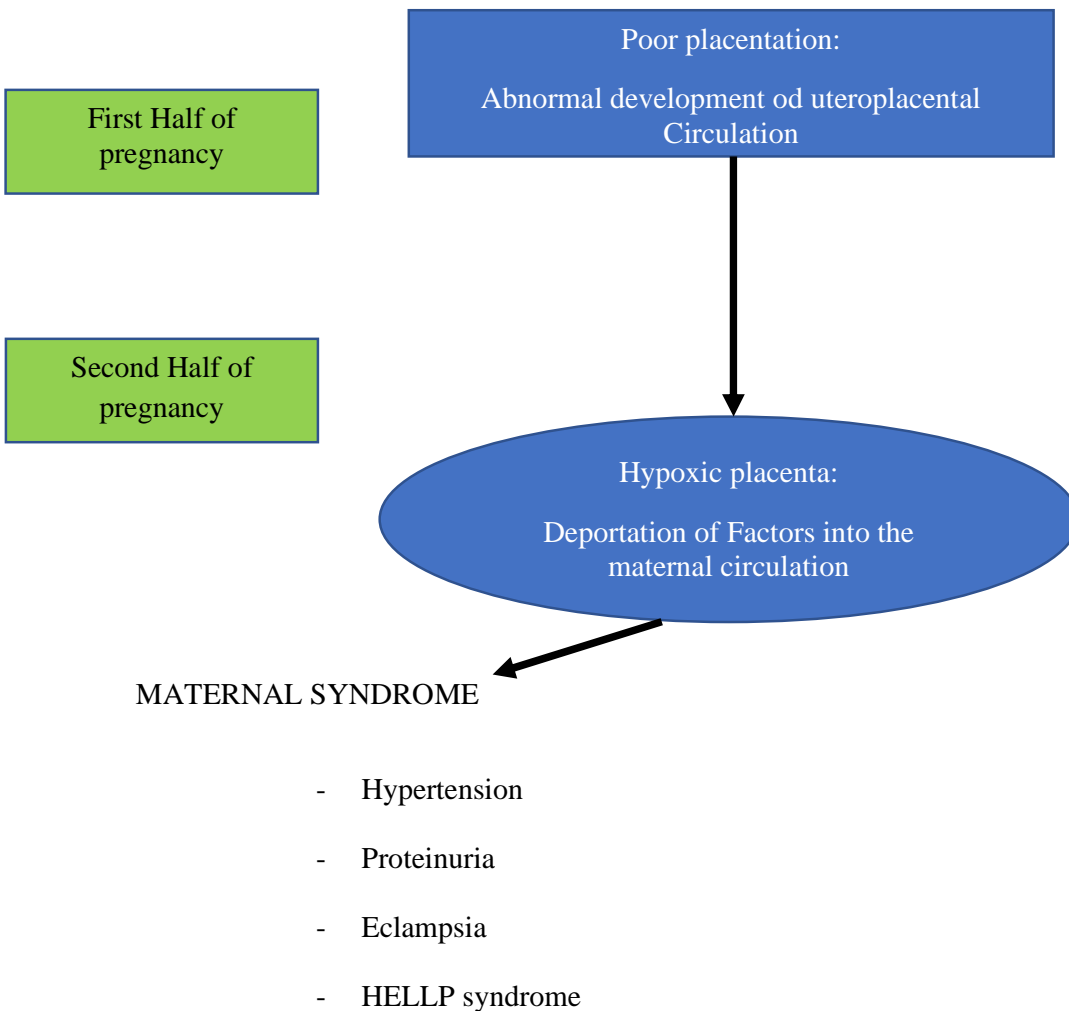 Poor placentation:
Abnormal development od uteroplacental
Circulation
First Half of
pregnancy
Second Half of
pregnancy
Hypoxic placenta:
Deportation of Factors into the
maternal circulation
MATERNAL SYNDROME
- Hypertension
- Proteinuria
- Eclampsia
- HELLP syndrome